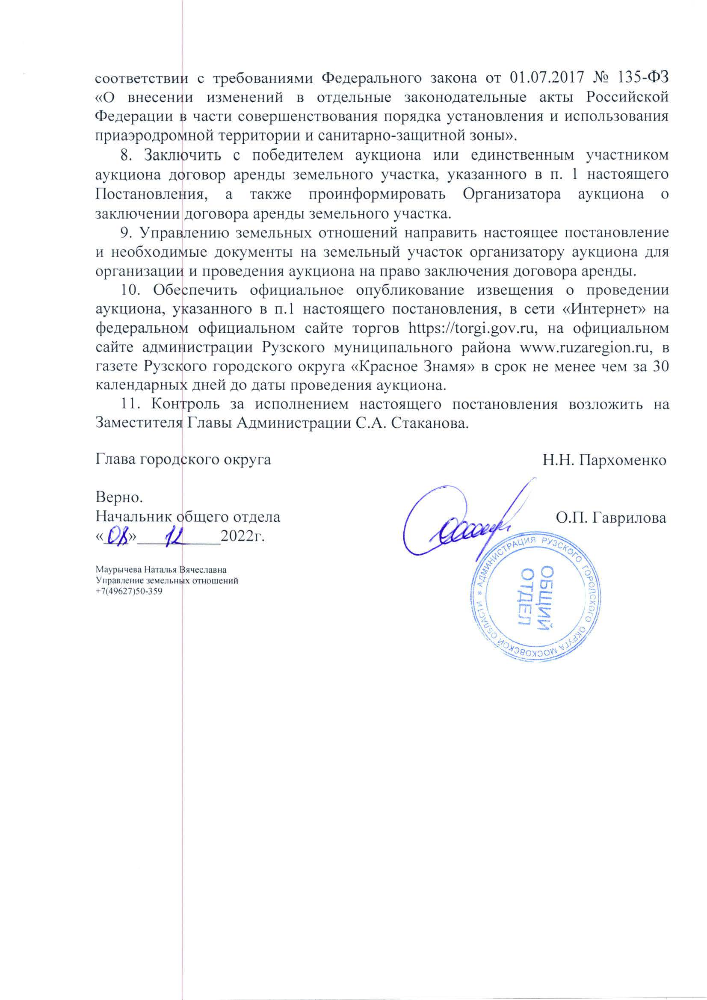 соответствии с требованиями Федерального закона от 01.07.2017 № 135-ФЗ
«О внесении изменений в отдельные законодательные акты Российской
Федерации в части совершенствования порядка установления и использования
приаэродромной территории и санитарно-защитной зоны».
8. Заключить с победителем аукциона или единственным участником
аукциона договор аренды земельного участка, указанного в п. 1 настоящего
Постановления, а также проинформировать Организатора аукциона о
заключении договора аренды земельного участка.
9. Управлению земельных отношений направить настоящее постановление
и необходимые документы на земельный участок организатору аукциона для
организации и проведения аукциона на право заключения договора аренды.
10. Обеспечить официальное опубликование извещения о проведении
аукциона, указанного в п.1 настоящего постановления, в сети «Интернет» на
федеральном официальном сайте торгов https://torgi.gov.ru, на официальном
сайте администрации Рузского муниципального района www.ruzaregion.ru, в
газете Рузского городского округа «Красное Знамя» в срок не менее чем за 30
календарных дней до даты проведения аукциона.
11. Контроль за исполнением настоящего постановления возложить на
Заместителя Главы Администрации С.А. Стаканова.
Глава городского округа Н.Н. Пархоменко
Верно.
Начальник общего отдела О.П. Гаврилова
«08» 12 2022г.
Маурычева Наталья Вячеславна
Управление земельных отношений
+7(49627)50-359
* АДМИНИСТРАЦИЯ РУЗСКОГО ГОРОДСКОГО ОКРУГА МОСКОВСКОЙ ОБЛАСТИ
ОБЩИЙ
ОТДЕЛ